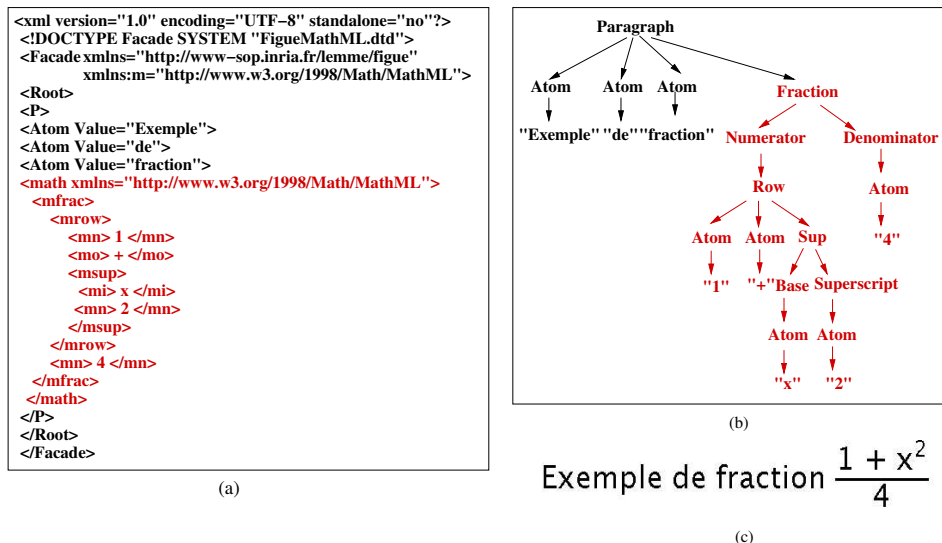 <xml version="1.0" encoding="UTF-8" standalone="no"?>
<!DOCTYPE Facade SYSTEM "FigueMathML.dtd">
<Facade xmlns="http://www-sop.inria.fr/lemme/figue"
xmlns:m="http://www.w3.org/1998/Math/MathML">
<Root>
<P>
<Atom Value="Exemple">
<Atom Value="de">
<Atom Value="fraction">
<math xmlns="http://www.w3.org/1998/Math/MathML">
<mfrac>
<mrow>
<mn> 1 </mn>
<mo> + </mo>
<msup>
<mi> x </mi>
<mn> 2 </mn>
</msup>
</mrow>
<mn> 4 </mn>
</mfrac>
</math>
</P>
</Root>
</Facade>
(a)
Paragraph
Atom Atom Atom Fraction
"Exemple" "de" "fraction" Numerator Denominator
Row Atom
Atom Atom Sup "4"
"1" "+" Base Superscript
Atom Atom
"x" "2"
(b)
Exemple de fraction 1 + x²
4
(c)